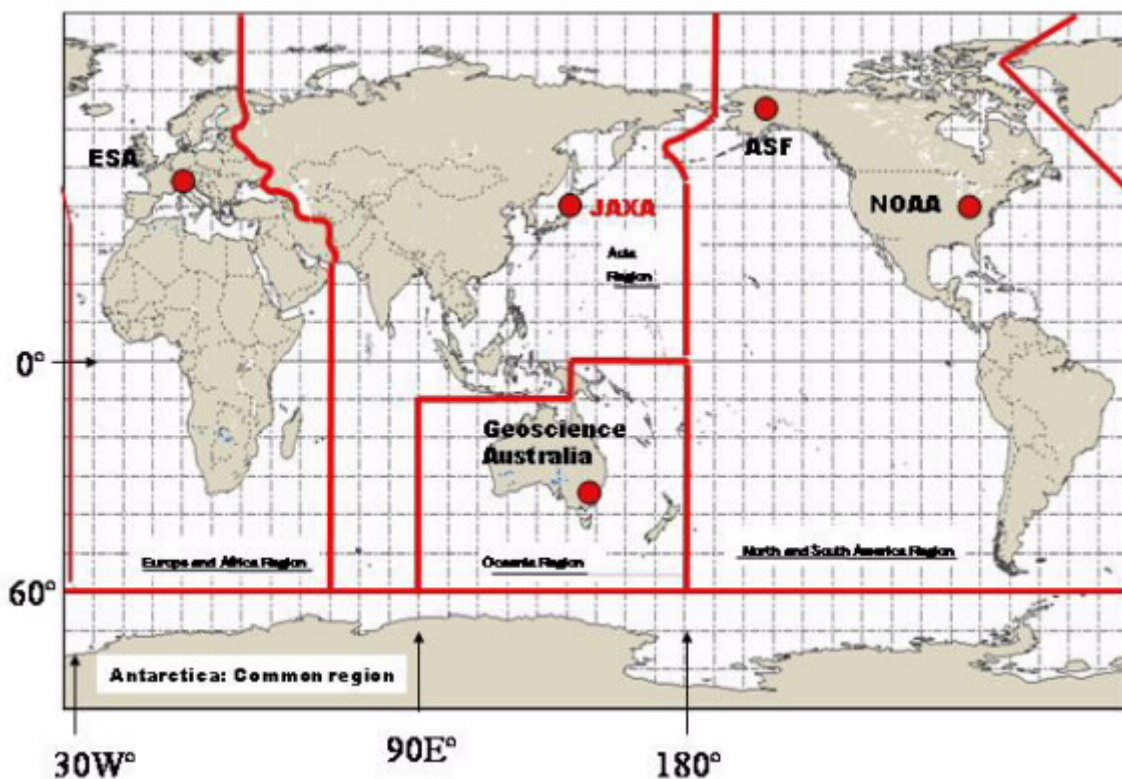 ESA
ASF
JAXA
NOAA
Asia
Region
0°
Geoscience
Australia
Europe and Africa Region
Oceania Region
North and South America Region
60°
Antarctica: Common region
30W°
90E°
180°